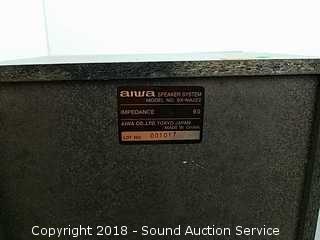 aiwa SPEAKER SYSTEM
MODEL NO. SX-NA222
IMPEDANCE 6Ω
AIWA CO.,LTD. TOKYO JAPAN
MADE IN CHINA
LOT NO. 001017
Copyright 2018 - Sound Auction Service